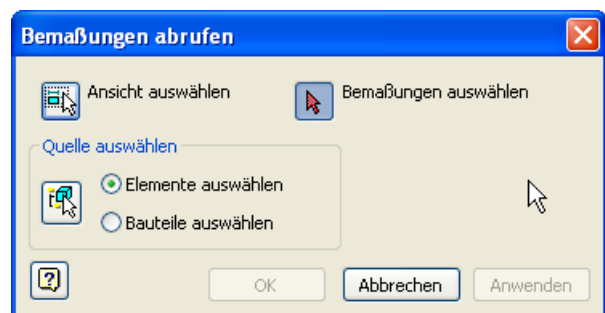 Bemaßungen abrufen
Ansicht auswählen Bemaßungen auswählen
Quelle auswählen
Elemente auswählen
Bauteile auswählen
OK Abbrechen Anwenden